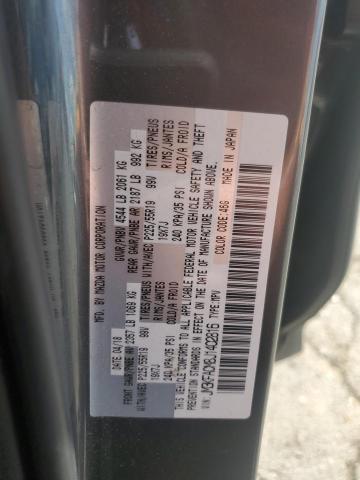 MFD BY MAZDA MOTOR CORPORATION
DATE: 04/18 GVWR/PNBV 4544 LB 2061 KG
FRONT GAWR/PNBE AV 2357 LB 1069 KG REAR GAWR/PNBE AR 2187 LB 992 KG
WITH/AVEC P225/55R19 99V TIRES/PNEUS WITH/AVEC P225/55R19 99V TIRES/PNEUS
19X7J RIMS/JANTES 19X7J RIMS/JANTES
240 KPA/35 PSI COLD/A FROID 240 KPA/35 PSI COLD/A FROID
THIS VEHICLE CONFORMS TO ALL APPLICABLE FEDERAL MOTOR VEHICLE SAFETY AND THEFT
PREVENTION STANDARDS IN EFFECT ON THE DATE OF MANUFACTURE SHOWN ABOVE.
VIN: TYPE: MPV COLOR CODE: 46G MADE IN JAPAN